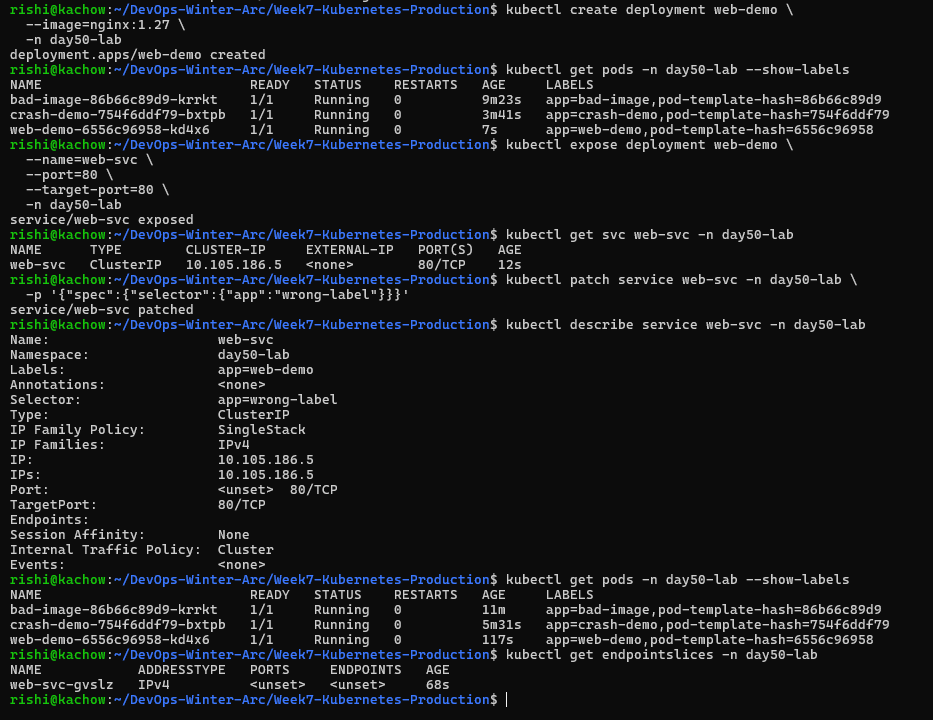 rishi@kachow:~/DevOps-Winter-Arc/Week7-Kubernetes-Production$ kubectl create deployment web-demo \
  --image=nginx:1.27 \
  -n day50-lab
deployment.apps/web-demo created
rishi@kachow:~/DevOps-Winter-Arc/Week7-Kubernetes-Production$ kubectl get pods -n day50-lab --show-labels
NAME                          READY   STATUS    RESTARTS   AGE     LABELS
bad-image-86b66c89d9-krrkt    1/1     Running   0          9m23s   app=bad-image,pod-template-hash=86b66c89d9
crash-demo-754f6ddf79-bxtpb   1/1     Running   0          3m41s   app=crash-demo,pod-template-hash=754f6ddf79
web-demo-6556c96958-kd4x6     1/1     Running   0          7s      app=web-demo,pod-template-hash=6556c96958
rishi@kachow:~/DevOps-Winter-Arc/Week7-Kubernetes-Production$ kubectl expose deployment web-demo \
  --name=web-svc \
  --port=80 \
  --target-port=80 \
  -n day50-lab
service/web-svc exposed
rishi@kachow:~/DevOps-Winter-Arc/Week7-Kubernetes-Production$ kubectl get svc web-svc -n day50-lab
NAME      TYPE        CLUSTER-IP     EXTERNAL-IP   PORT(S)   AGE
web-svc   ClusterIP   10.105.186.5   <none>        80/TCP    12s
rishi@kachow:~/DevOps-Winter-Arc/Week7-Kubernetes-Production$ kubectl patch service web-svc -n day50-lab \
  -p '{"spec":{"selector":{"app":"wrong-label"}}}'
service/web-svc patched
rishi@kachow:~/DevOps-Winter-Arc/Week7-Kubernetes-Production$ kubectl describe service web-svc -n day50-lab
Name:                     web-svc
Namespace:                day50-lab
Labels:                   app=web-demo
Annotations:              <none>
Selector:                 app=wrong-label
Type:                     ClusterIP
IP Family Policy:         SingleStack
IP Families:              IPv4
IP:                       10.105.186.5
IPs:                      10.105.186.5
Port:                     <unset>  80/TCP
TargetPort:               80/TCP
Endpoints:
Session Affinity:         None
Internal Traffic Policy:  Cluster
Events:                   <none>
rishi@kachow:~/DevOps-Winter-Arc/Week7-Kubernetes-Production$ kubectl get pods -n day50-lab --show-labels
NAME                          READY   STATUS    RESTARTS   AGE     LABELS
bad-image-86b66c89d9-krrkt    1/1     Running   0          11m     app=bad-image,pod-template-hash=86b66c89d9
crash-demo-754f6ddf79-bxtpb   1/1     Running   0          5m31s   app=crash-demo,pod-template-hash=754f6ddf79
web-demo-6556c96958-kd4x6     1/1     Running   0          117s    app=web-demo,pod-template-hash=6556c96958
rishi@kachow:~/DevOps-Winter-Arc/Week7-Kubernetes-Production$ kubectl get endpointslices -n day50-lab
NAME            ADDRESSTYPE   PORTS     ENDPOINTS   AGE
web-svc-gvslz   IPv4          <unset>   <unset>     68s
rishi@kachow:~/DevOps-Winter-Arc/Week7-Kubernetes-Production$